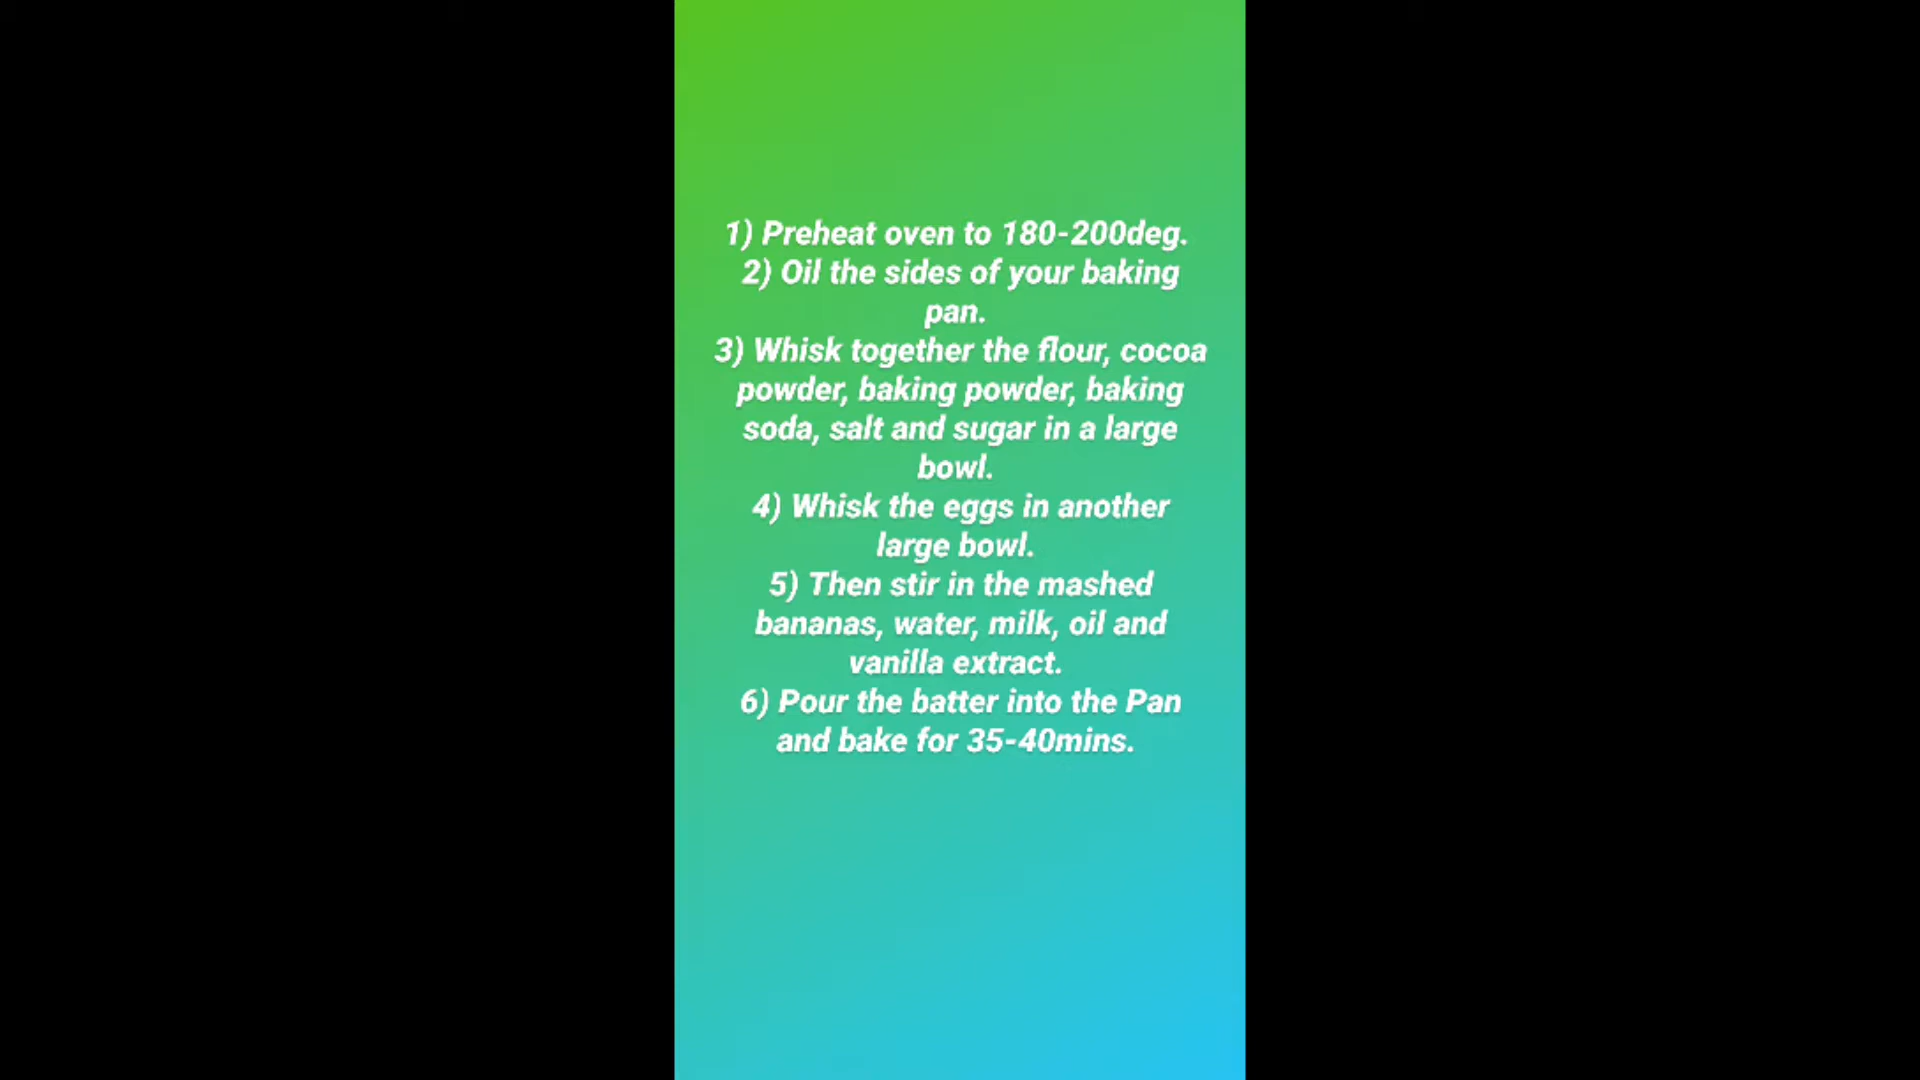 1) Preheat oven to 180-200deg.
2) Oil the sides of your baking
pan.
3) Whisk together the flour, cocoa
powder, baking powder, baking
soda, salt and sugar in a large
bowl.
4) Whisk the eggs in another
large bowl.
5) Then stir in the mashed
bananas, water, milk, oil and
vanilla extract.
6) Pour the batter into the Pan
and bake for 35-40mins.